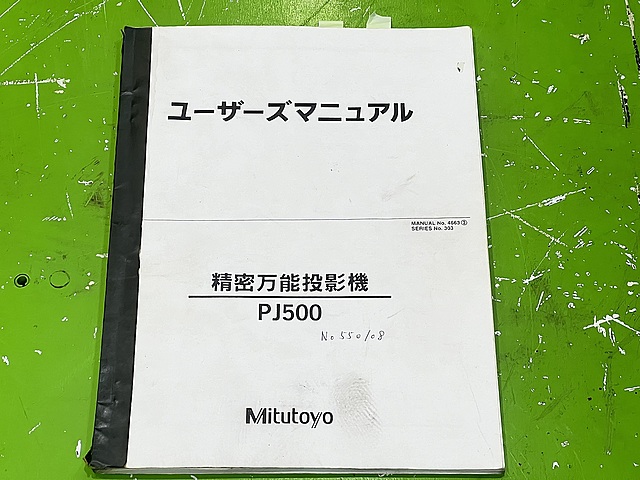 ユーザーズマニュアル
MANUAL No. 4663③
SERIES No. 303
精密万能投影機
PJ500
No 550108
Mitutoyo